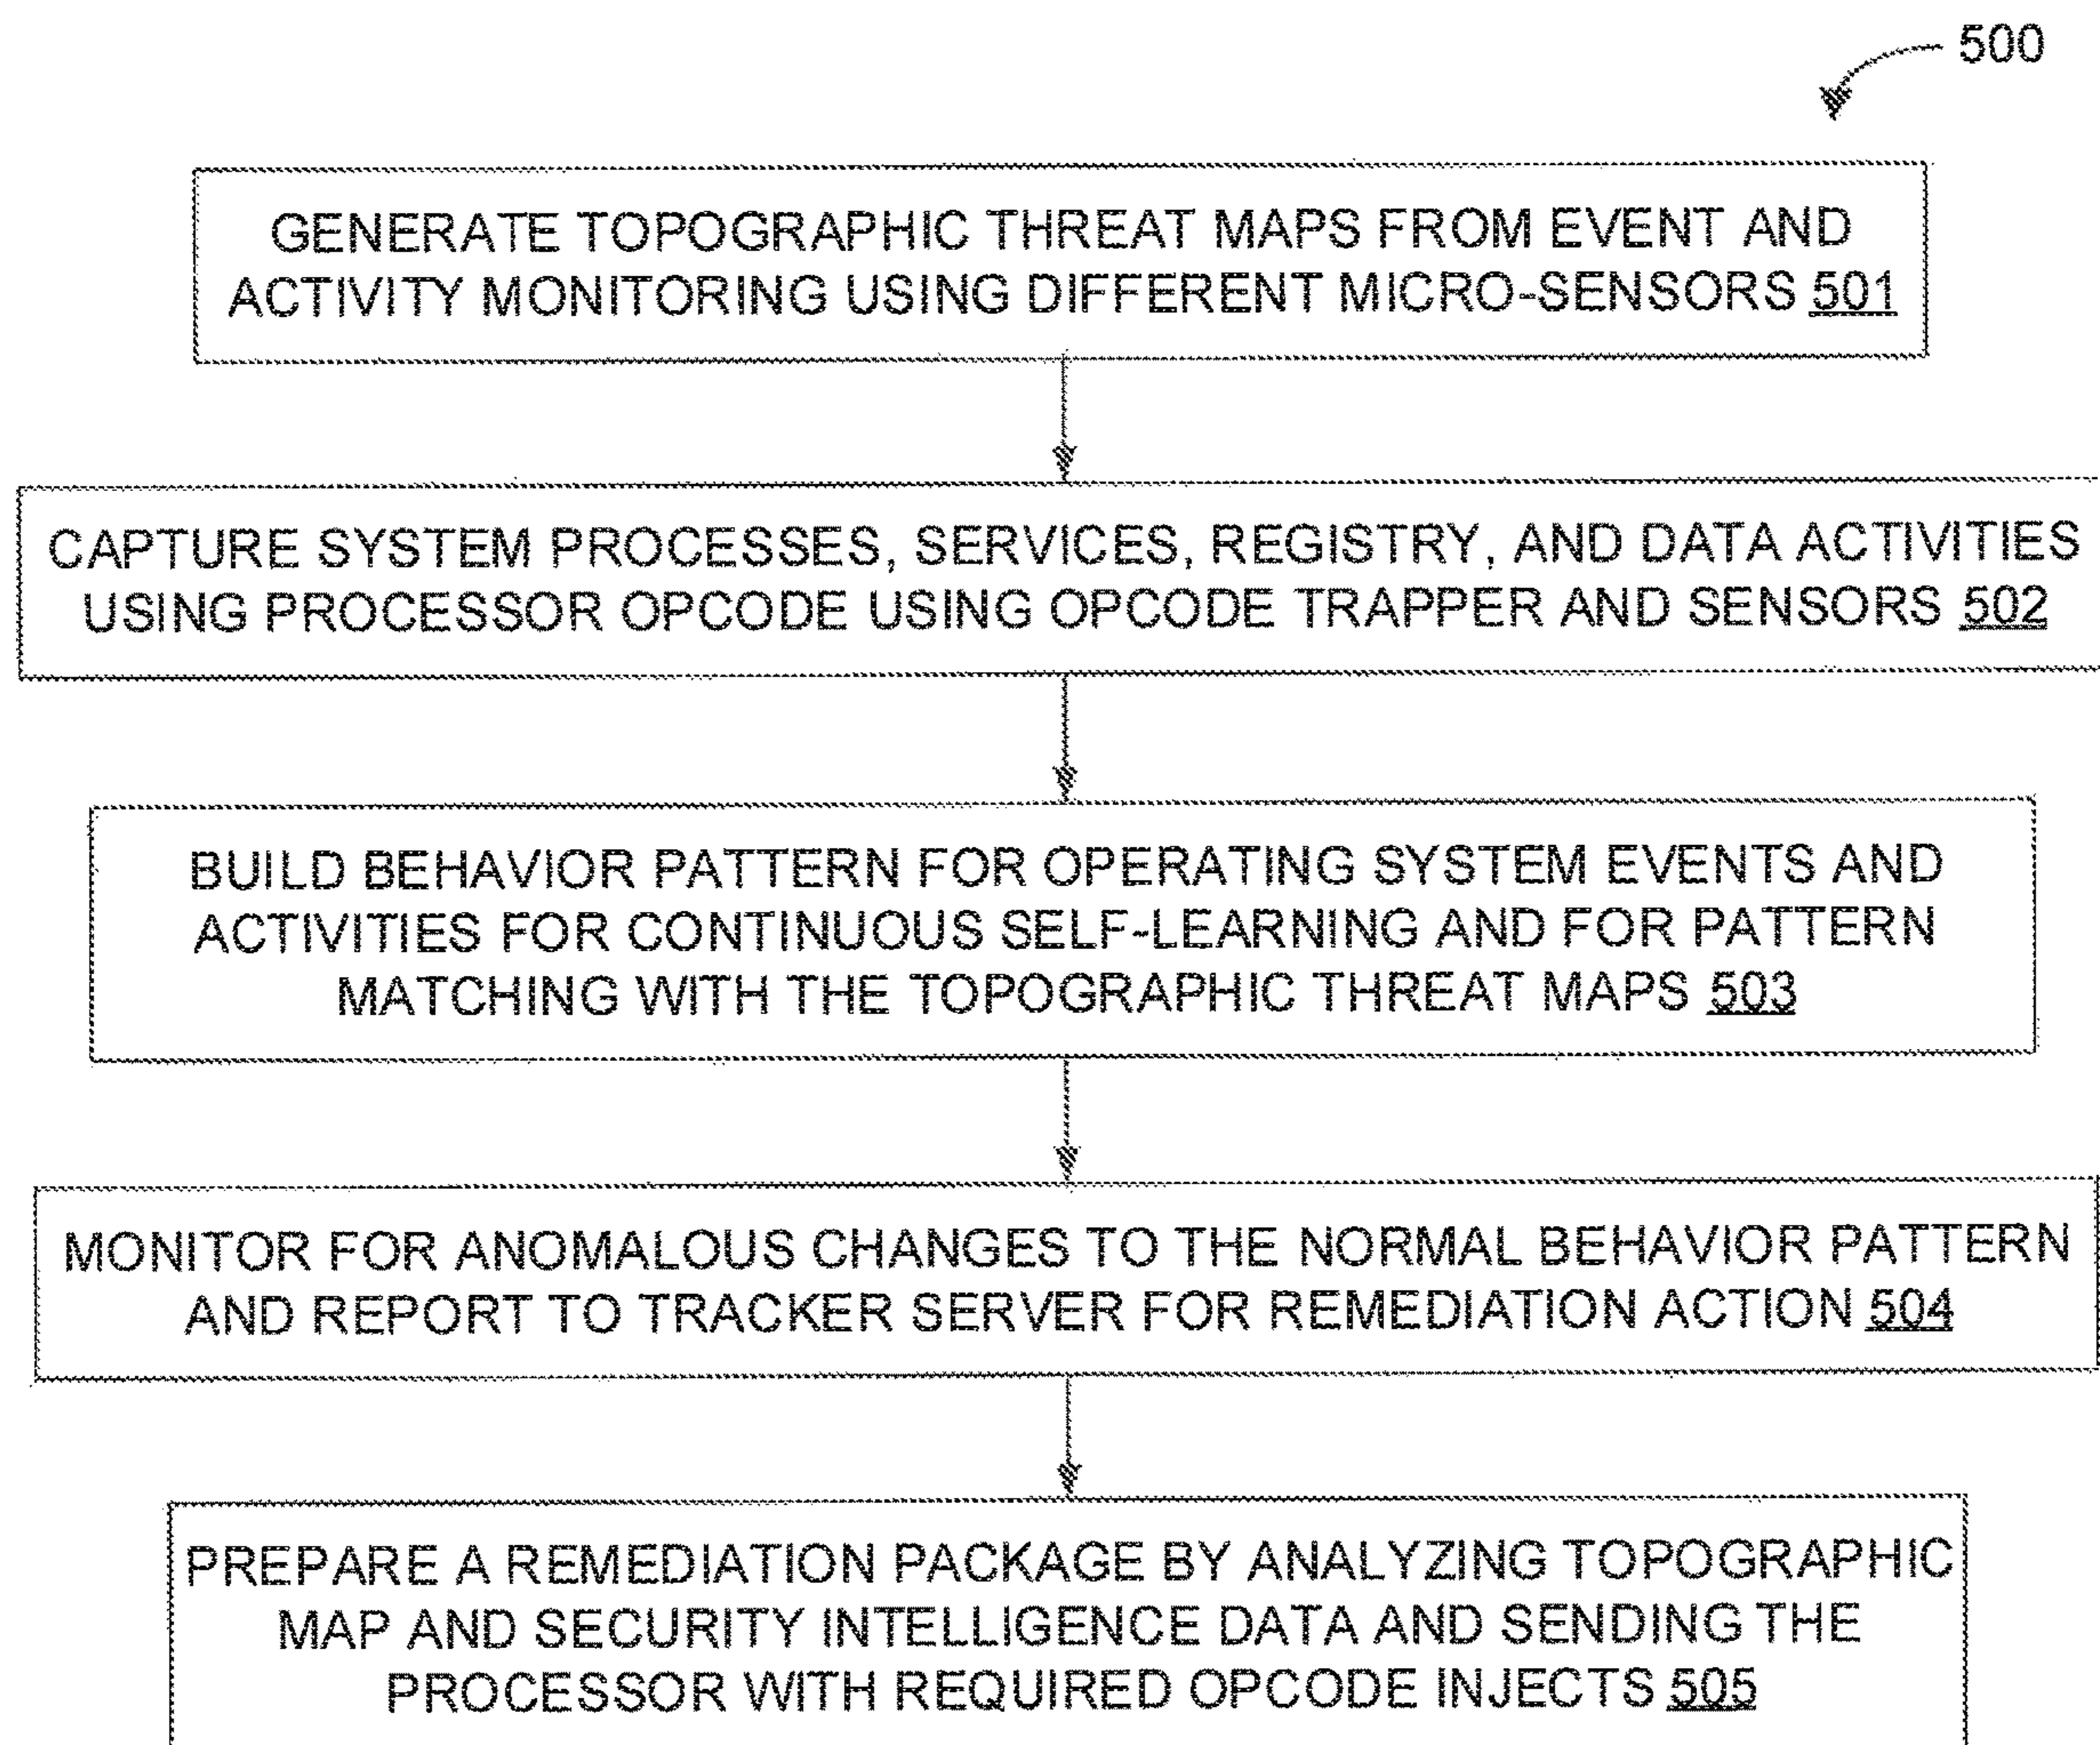 500
GENERATE TOPOGRAPHIC THREAT MAPS FROM EVENT AND
ACTIVITY MONITORING USING DIFFERENT MICRO-SENSORS 501
CAPTURE SYSTEM PROCESSES, SERVICES, REGISTRY, AND DATA ACTIVITIES
USING PROCESSOR OPCODE USING OPCODE TRAPPER AND SENSORS 502
BUILD BEHAVIOR PATTERN FOR OPERATING SYSTEM EVENTS AND
ACTIVITIES FOR CONTINUOUS SELF-LEARNING AND FOR PATTERN
MATCHING WITH THE TOPOGRAPHIC THREAT MAPS 503
MONITOR FOR ANOMALOUS CHANGES TO THE NORMAL BEHAVIOR PATTERN
AND REPORT TO TRACKER SERVER FOR REMEDIATION ACTION 504
PREPARE A REMEDIATION PACKAGE BY ANALYZING TOPOGRAPHIC
MAP AND SECURITY INTELLIGENCE DATA AND SENDING THE
PROCESSOR WITH REQUIRED OPCODE INJECTS 505